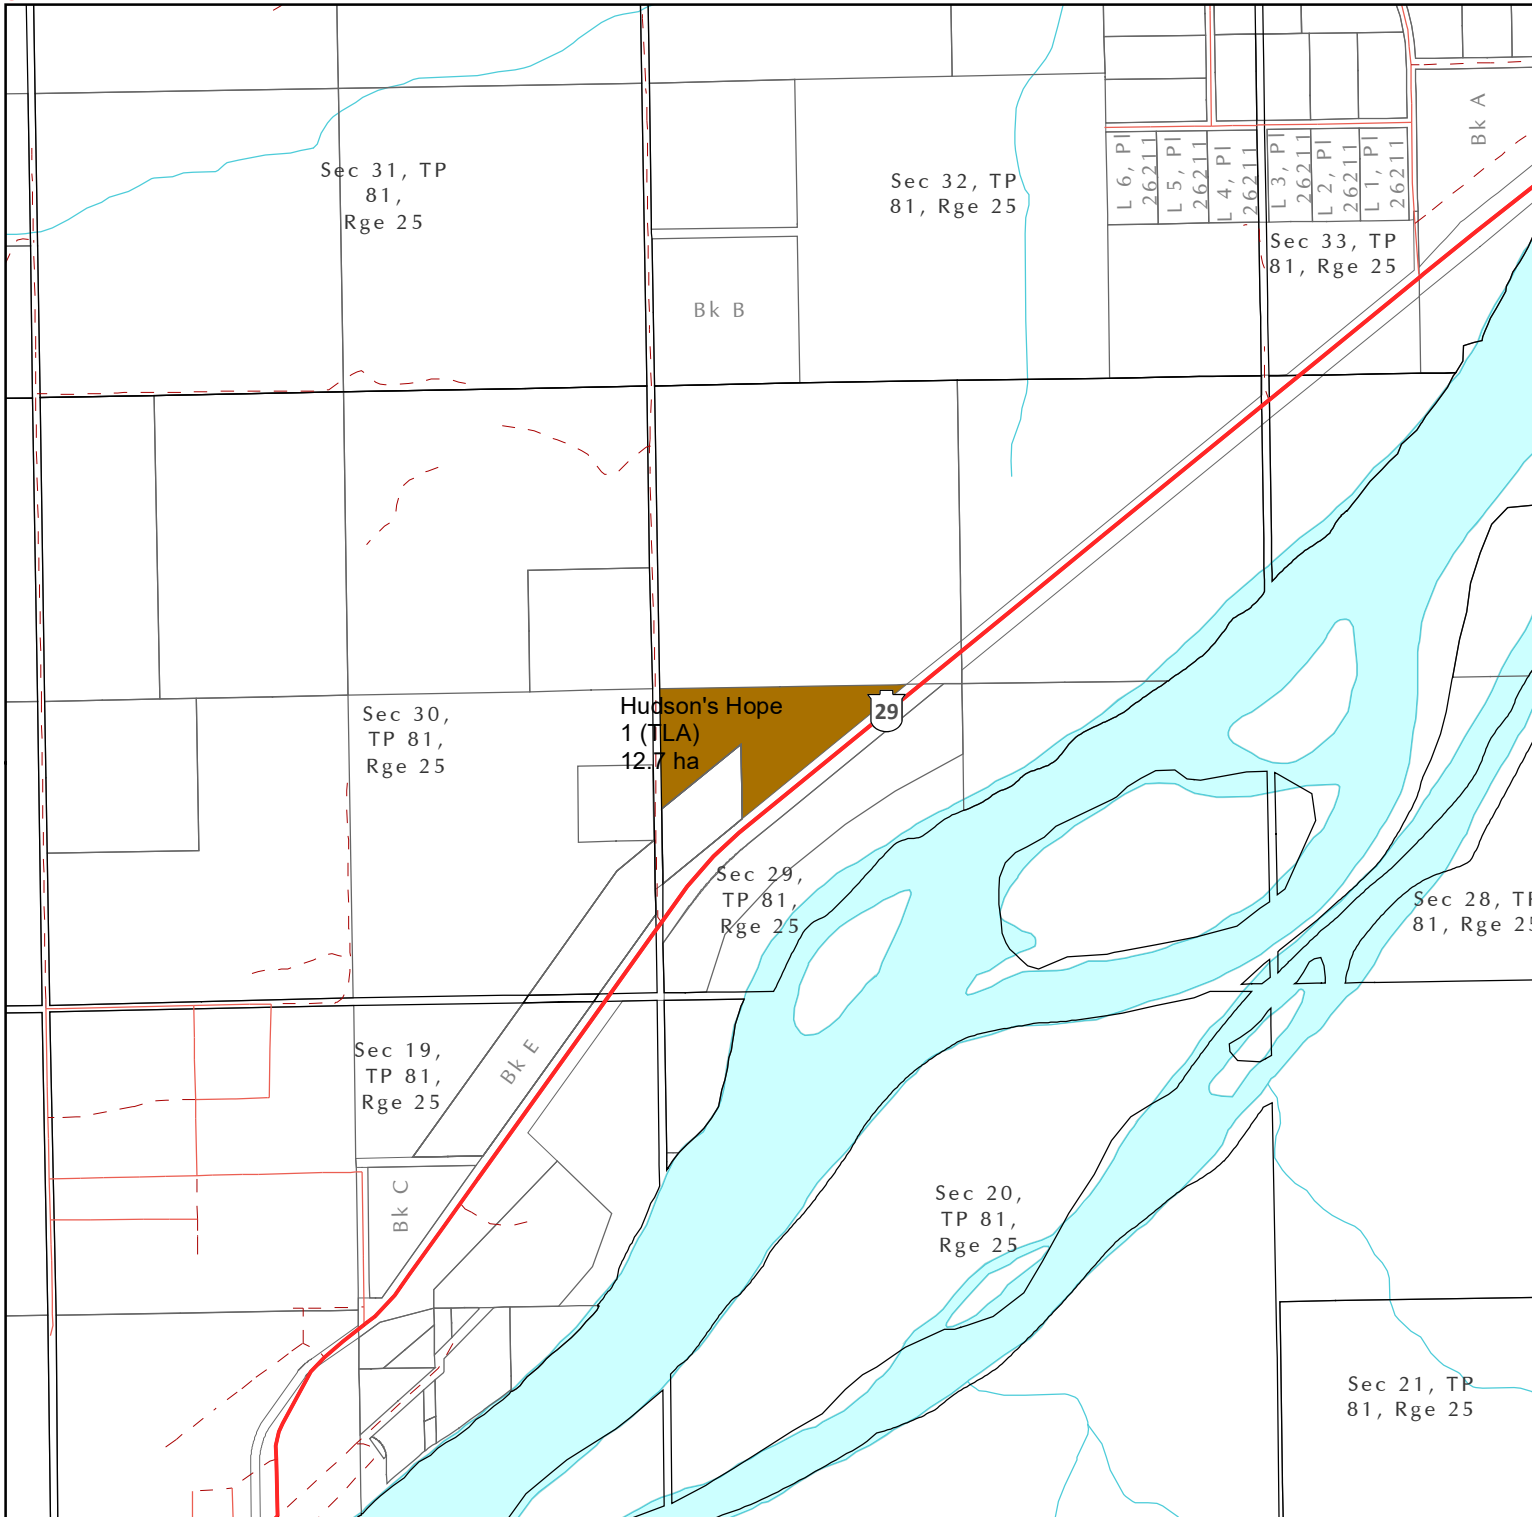 Bk A
L 6, Pl
26211
L 5, Pl
26211
L 4, Pl
26211
L 3, Pl
26211
L 2, Pl
26211
L 1, Pl
26211
Sec 31, TP
81,
Rge 25
Sec 32, TP
81, Rge 25
Sec 33, TP
81, Rge 25
Bk B
Hudson's Hope
1 (TLA)
12.7 ha
29
Sec 30,
TP 81,
Rge 25
Sec 29,
TP 81,
Rge 25
Sec 28, TP
81, Rge 25
Sec 19,
TP 81,
Rge 25
Bk E
Bk C
Sec 20,
TP 81,
Rge 25
Sec 21, TP
81, Rge 25